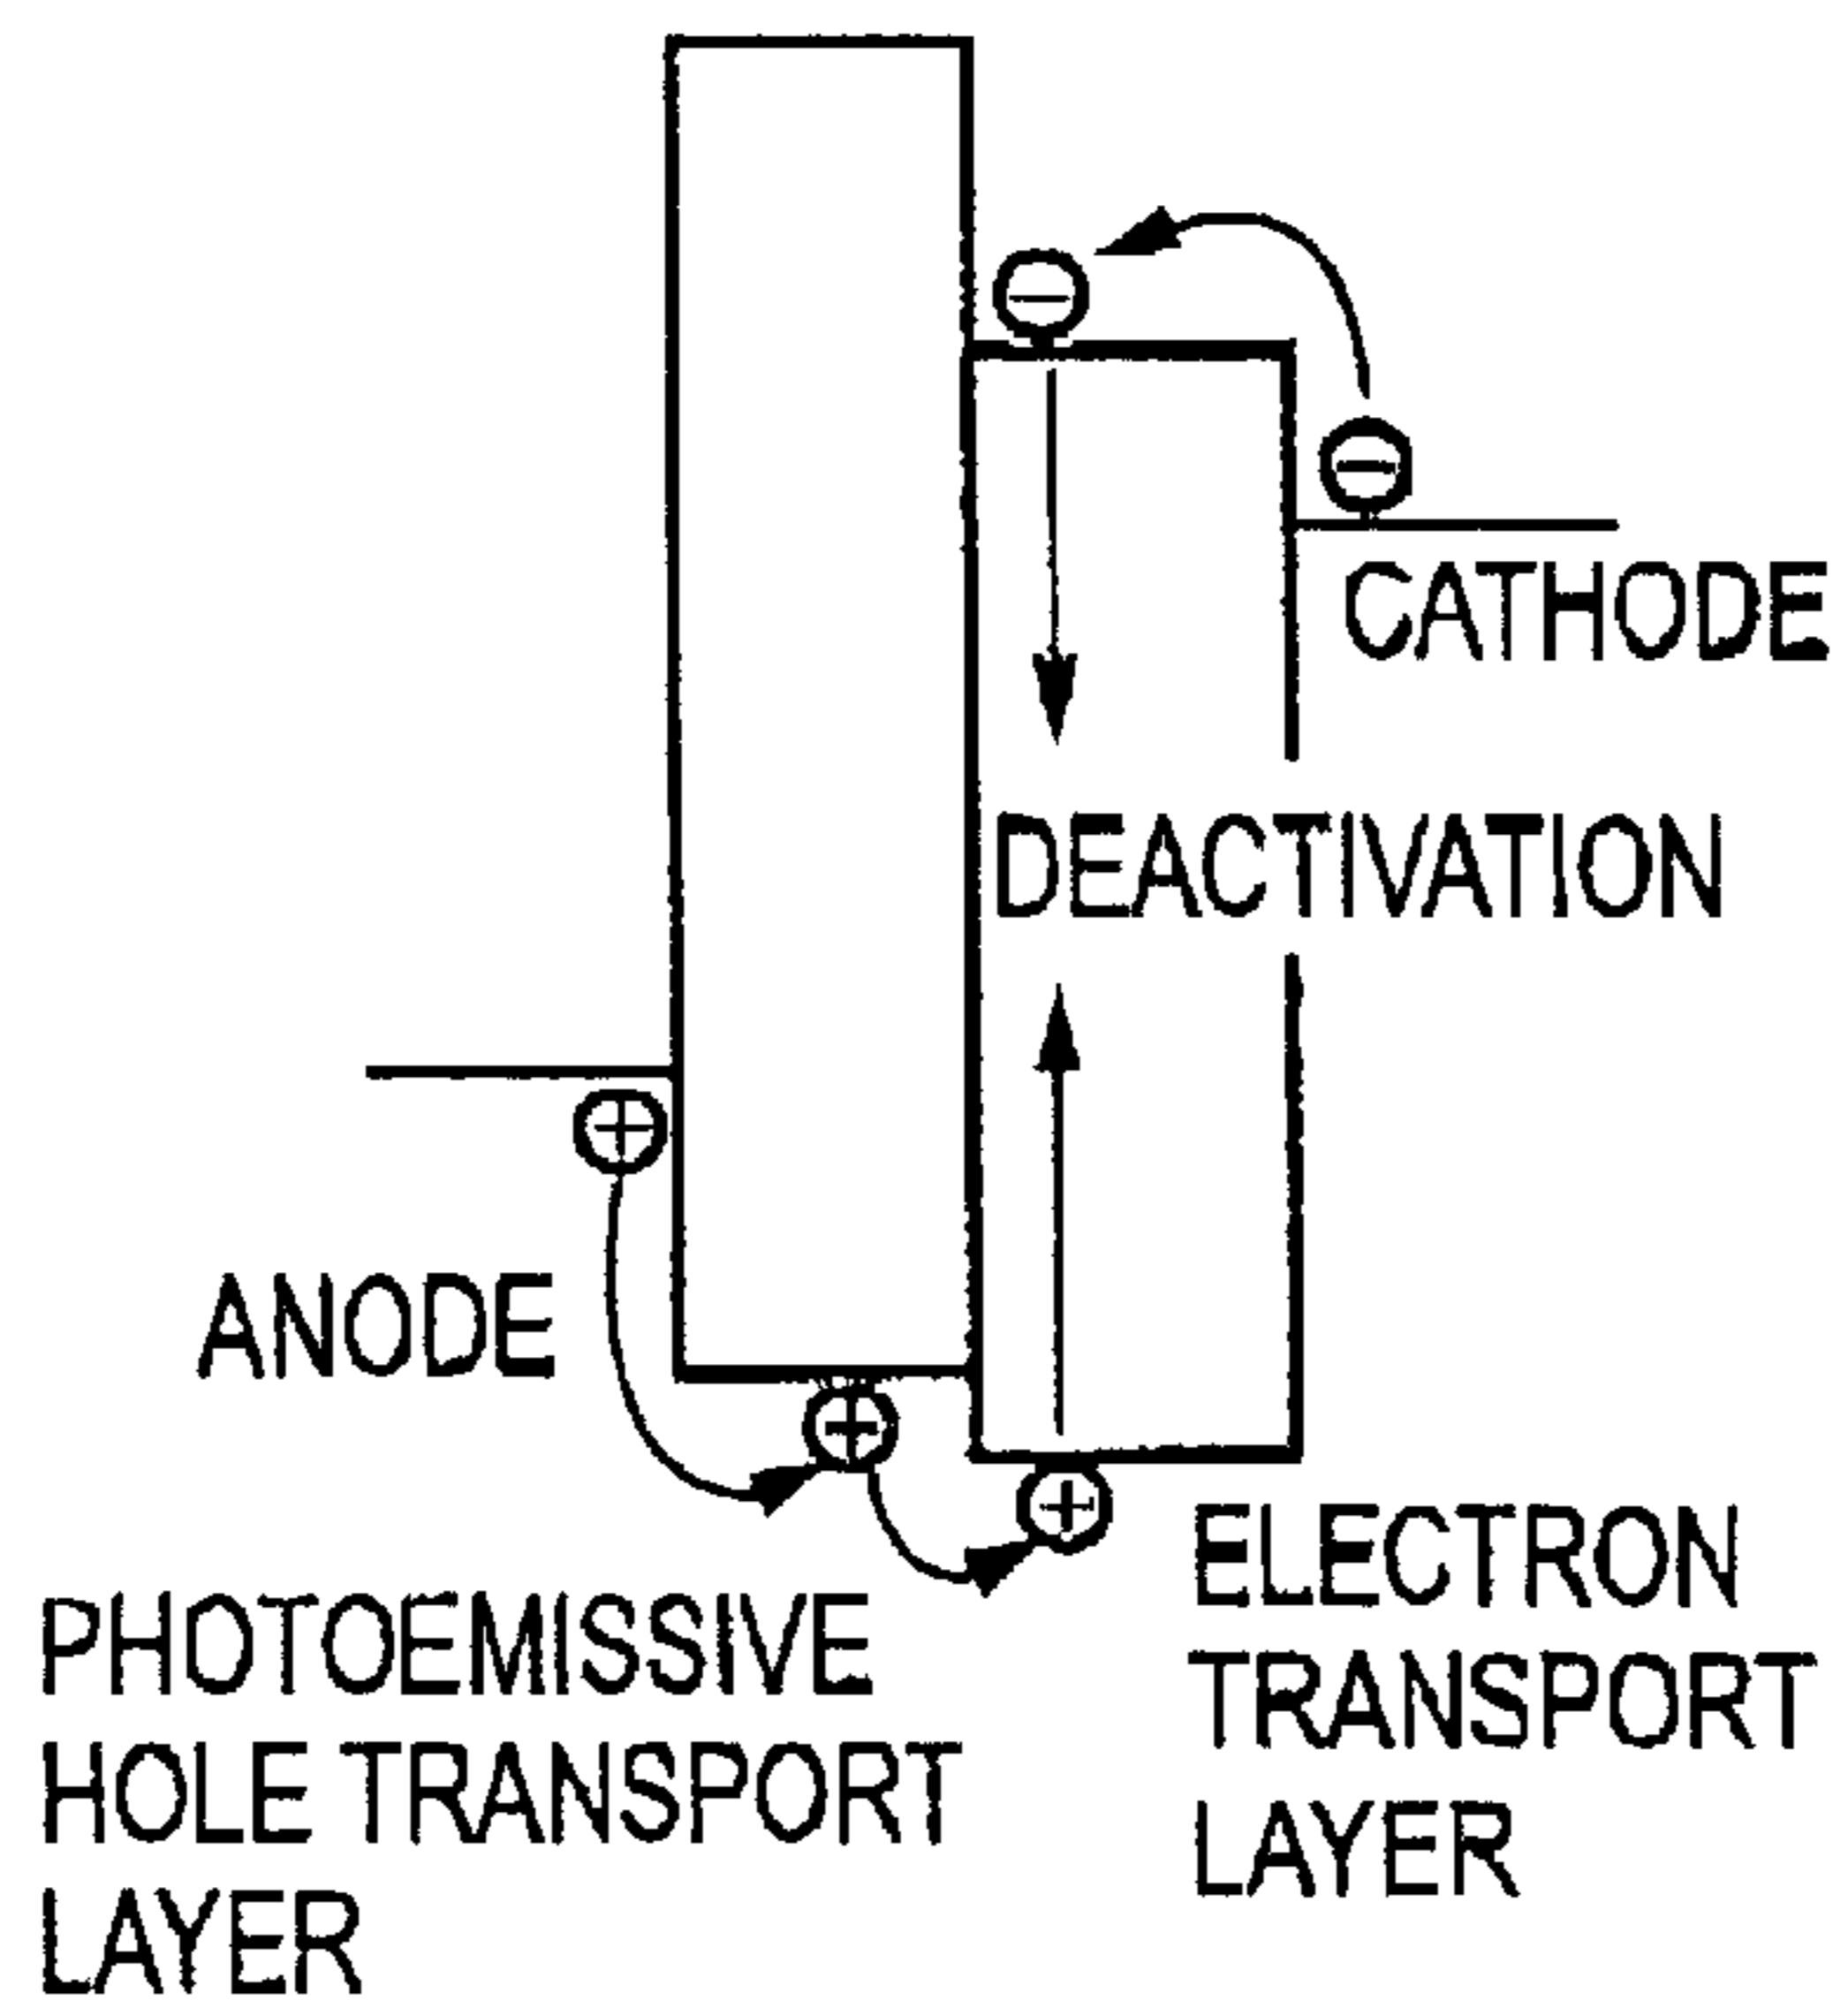 CATHODE
DEACTIVATION
ANODE
PHOTOEMISSIVE
HOLE TRANSPORT
LAYER
ELECTRON
TRANSPORT
LAYER